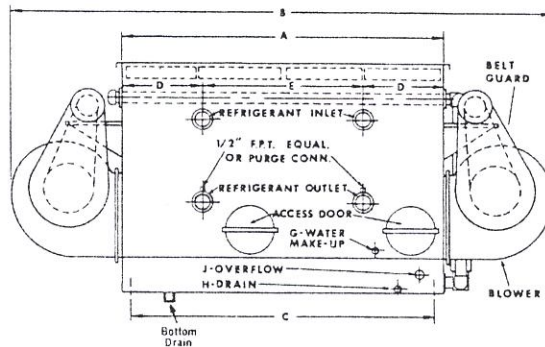 B
A
BELT
GUARD
D
E
D
REFRIGERANT INLET
1/2" F.P.T. EQUAL.
OR PURGE CONN.
REFRIGERANT OUTLET
ACCESS DOOR
G-WATER
MAKE-UP
J-OVERFLOW
H-DRAIN
BLOWER
C
Bottom
Drain